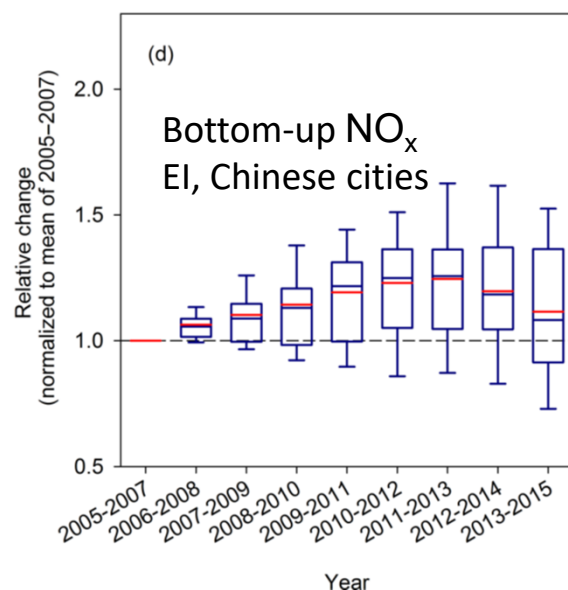 (d)
Bottom-up NOx
EI, Chinese cities
Relative change
(normalized to mean of 2005–2007)
2.0
1.5
1.0
0.5
2005-2007
2006-2008
2007-2009
2008-2010
2009-2011
2010-2012
2011-2013
2012-2014
2013-2015
Year